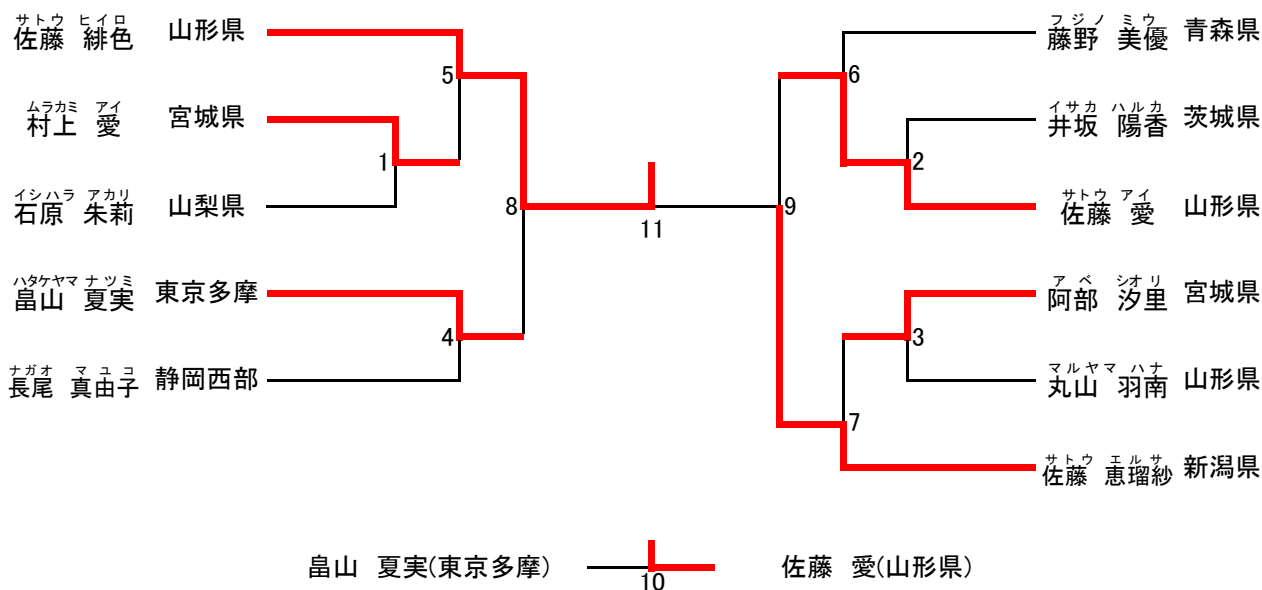 サトウ ヒイロ
佐藤 緋色 山形県
ムラカミ アイ
村上 愛 宮城県
イシハラ アカリ
石原 朱莉 山梨県
ハタケヤマ ナツミ
畠山 夏実 東京多摩
ナガオ マユコ
長尾 真由子 静岡西部
5
1
8
4
11
フジノ ミウ
藤野 美優 青森県
イサカ ハルカ
井坂 陽香 茨城県
サトウ アイ
佐藤 愛 山形県
アベ シオリ
阿部 汐里 宮城県
マルヤマ ハナ
丸山 羽南 山形県
サトウ エルサ
佐藤 恵瑠紗 新潟県
6
2
9
3
7
畠山 夏実(東京多摩) 佐藤 愛(山形県)
10